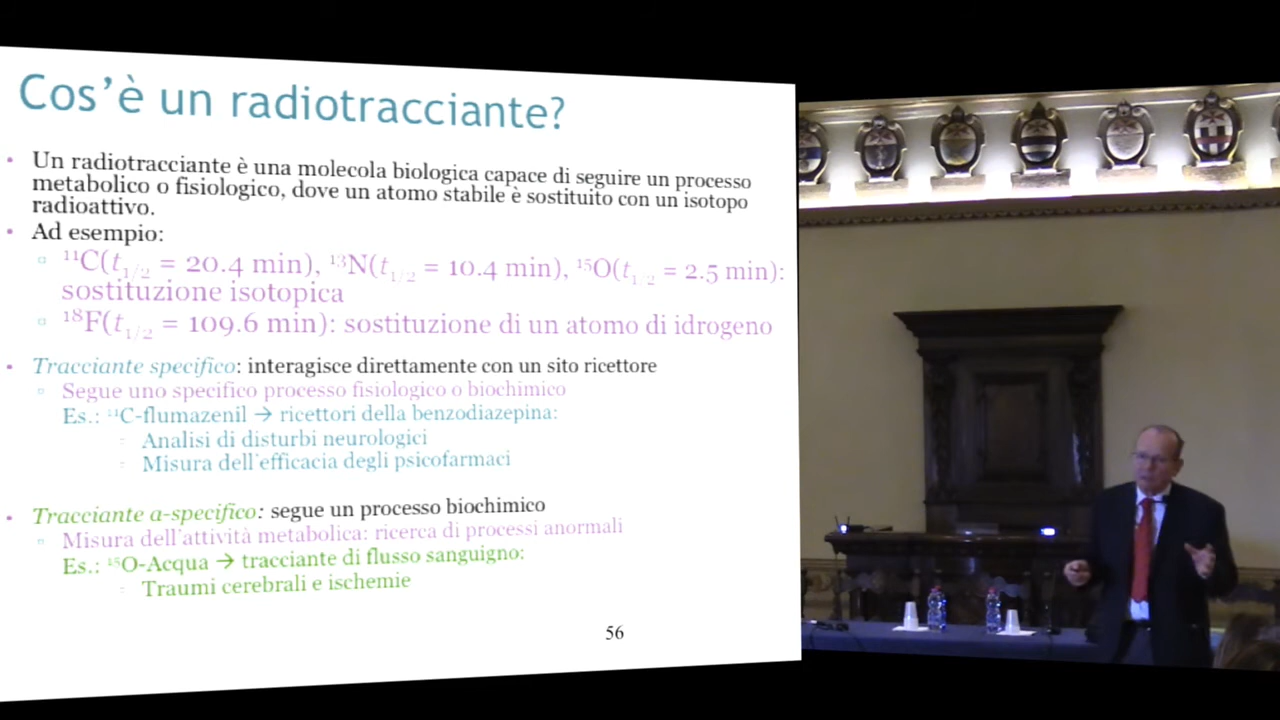 Cos'è un radiotracciante?
• Un radiotracciante è una molecola biologica capace di seguire un processo
metabolico o fisiologico, dove un atomo stabile è sostituito con un isotopo
radioattivo.
• Ad esempio:
¹¹C(t₁/₂ = 20.4 min), ¹³N(t₁/₂ = 10.4 min), ¹⁵O(t₁/₂ = 2.5 min):
sostituzione isotopica
¹⁸F(t₁/₂ = 109.6 min): sostituzione di un atomo di idrogeno
• Tracciante specifico: interagisce direttamente con un sito ricettore
Segue uno specifico processo fisiologico o biochimico
Es.: ¹¹C-flumazenil → ricettori della benzodiazepina:
Analisi di disturbi neurologici
Misura dell'efficacia degli psicofarmaci
• Tracciante a-specifico: segue un processo biochimico
Misura dell'attività metabolica: ricerca di processi anormali
Es.: ¹⁵O-Acqua → tracciante di flusso sanguigno:
Traumi cerebrali e ischemie
56